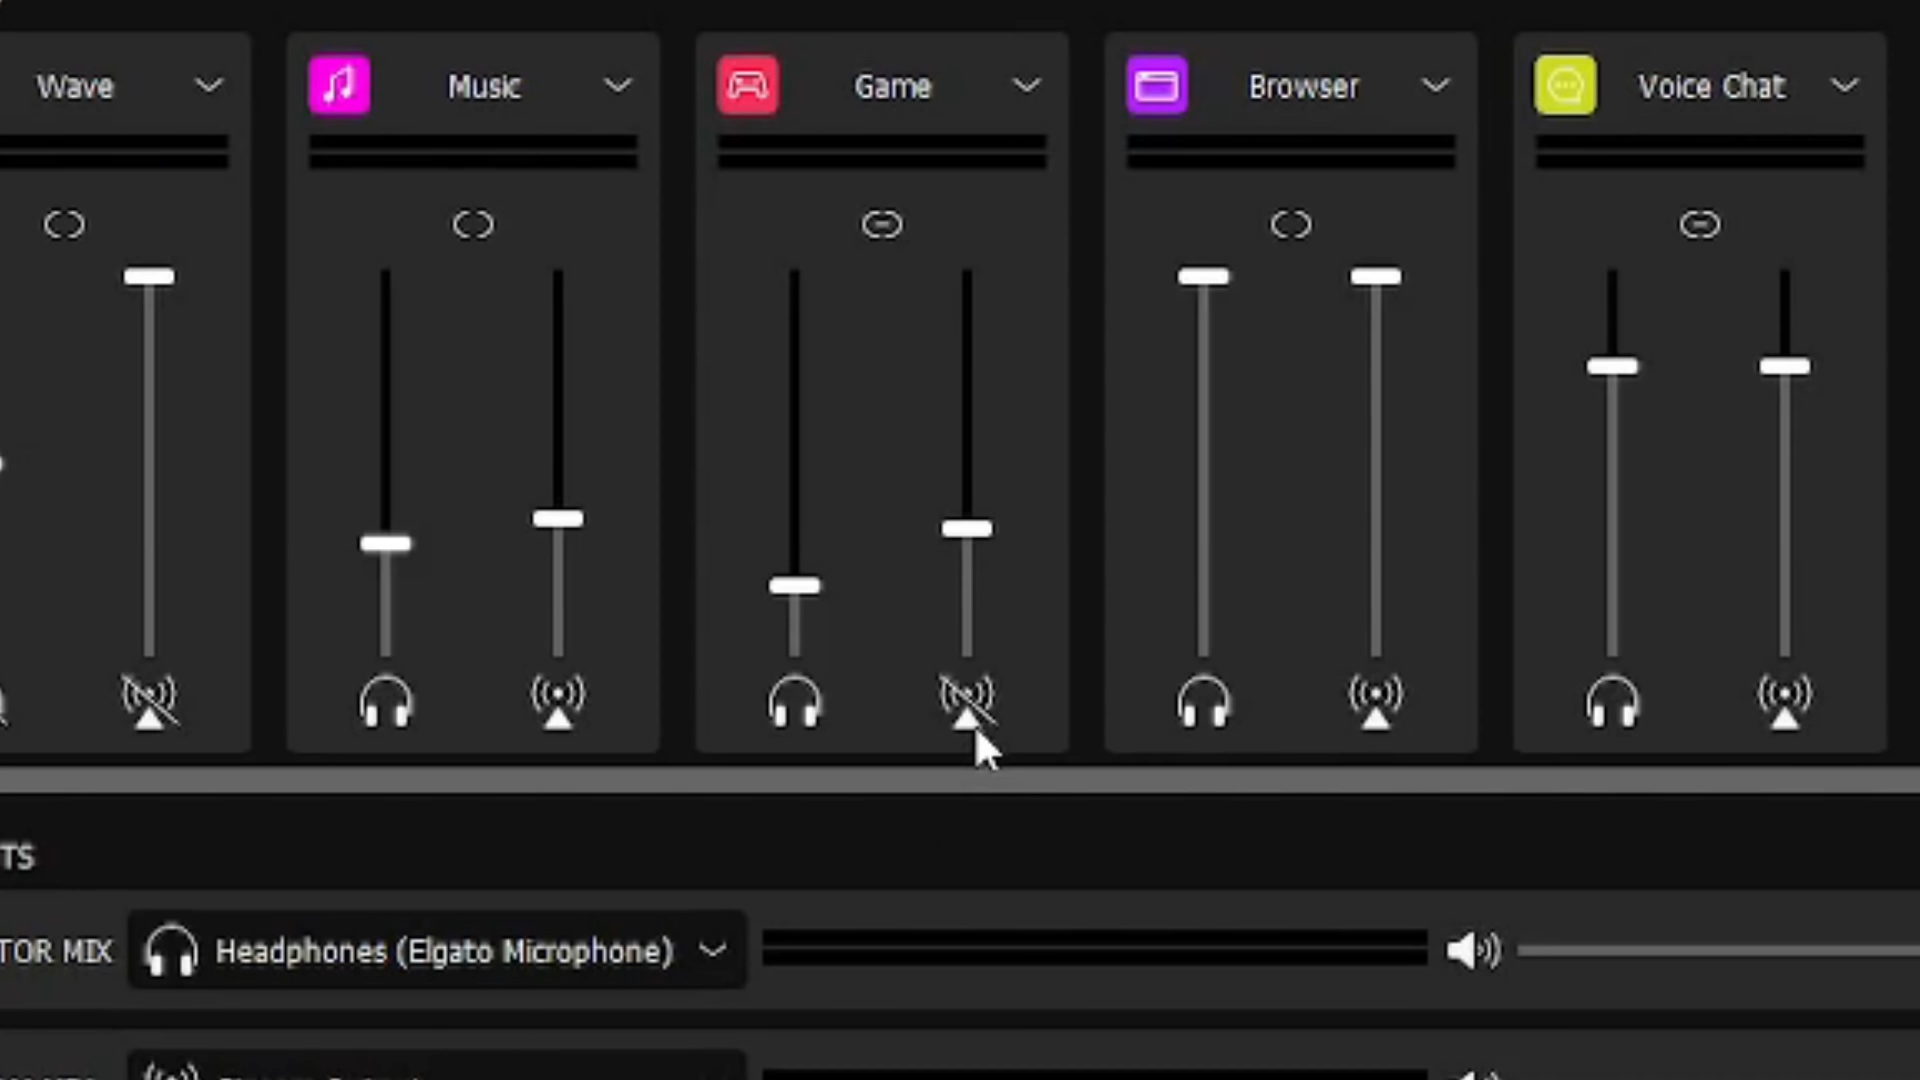 Wave
Music
Game
Browser
Voice Chat
TS
TOR MIX
Headphones (Elgato Microphone)